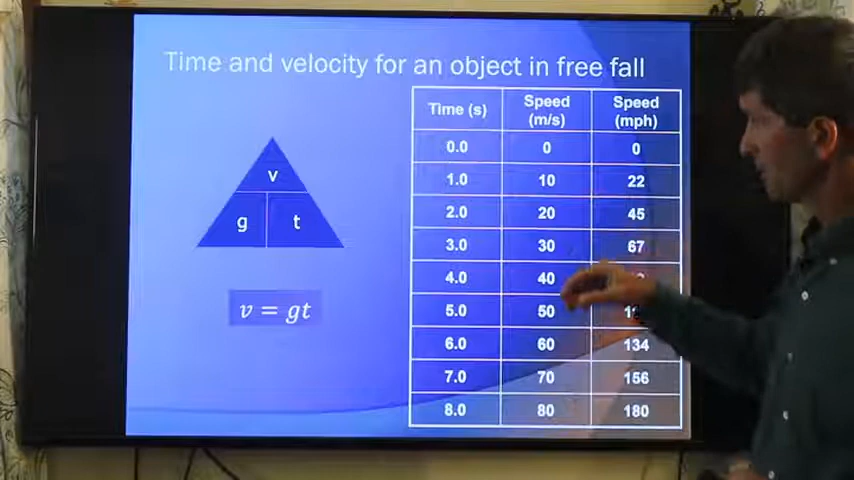 Time and velocity for an object in free fall
v
g t
v = gt
Time (s) Speed (m/s) Speed (mph)
0.0 0 0
1.0 10 22
2.0 20 45
3.0 30 67
4.0 40
5.0 50
6.0 60 134
7.0 70 156
8.0 80 180